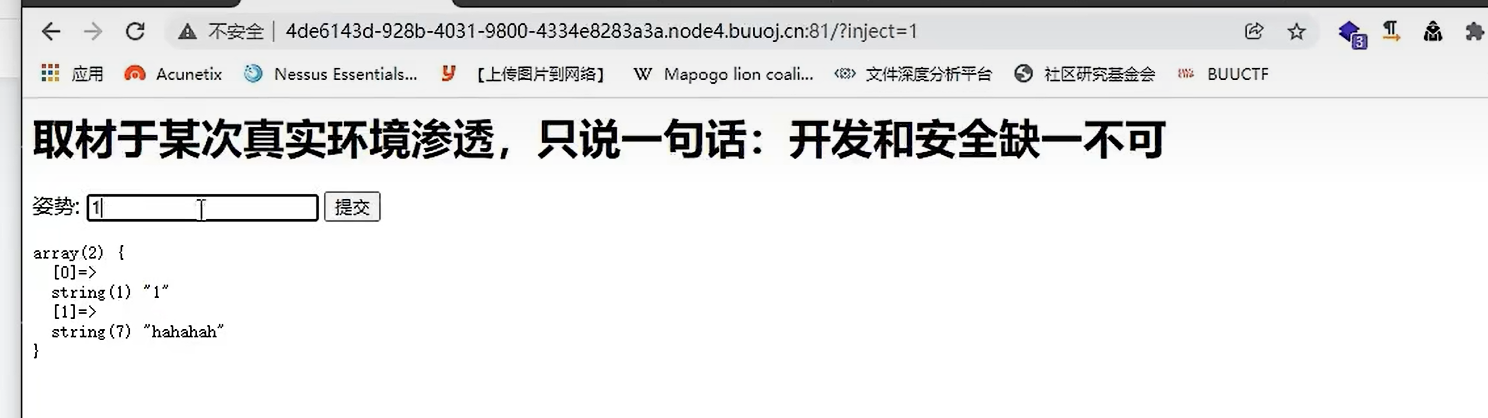 不安全 4de6143d-928b-4031-9800-4334e8283a3a.node4.buuoj.cn:81/?inject=1
3
应用 Acunetix Nessus Essentials... 【上传图片到网络】 W Mapogo lion coali... 文件深度分析平台 社区研究基金会 BUUCTF
取材于某次真实环境渗透，只说一句话：开发和安全缺一不可
姿势: 1 提交
array(2) {
  [0]=>
  string(1) "1"
  [1]=>
  string(7) "hahahah"
}